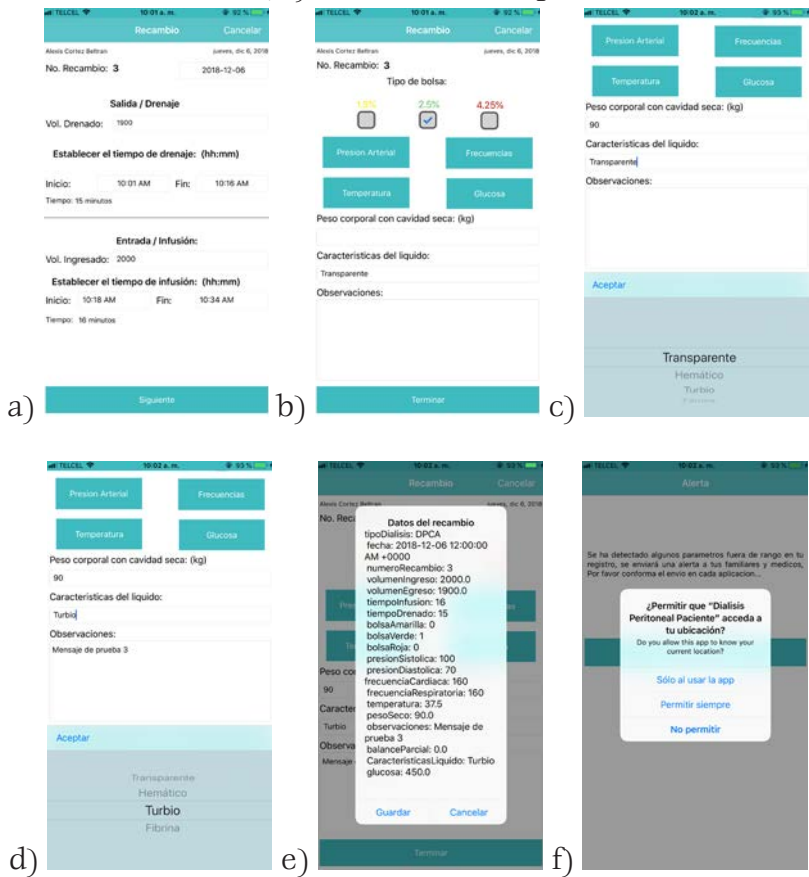 TELCEL 10:01 a. m. 92 %
Recambio Cancelar
Alexis Cortez Beltran jueves, dic 6, 2018
No. Recambio: 3 2018-12-06
Salida / Drenaje
Vol. Drenado: 1900
Establecer el tiempo de drenaje: (hh:mm)
Inicio: 10:01 AM Fin: 10:16 AM
Tiempo: 15 minutos
Entrada / Infusión:
Vol. Ingresado: 2000
Establecer el tiempo de infusión: (hh:mm)
Inicio: 10:18 AM Fin: 10:34 AM
Tiempo: 16 minutos
Siguiente
a)
TELCEL 10:01 a. m. 92 %
Recambio Cancelar
Alexis Cortez Beltran jueves, dic 6, 2018
No. Recambio: 3
Tipo de bolsa:
1.5% 2.5% 4.25%
Presion Arterial Frecuencias
Temperatura Glucosa
Peso corporal con cavidad seca: (kg)
Caracteristicas del liquido:
Transparente
Observaciones:
Terminar
b)
TELCEL 10:02 a. m. 93 %
Presion Arterial Frecuencias
Temperatura Glucosa
Peso corporal con cavidad seca: (kg)
90
Caracteristicas del liquido:
Transparente
Observaciones:
Aceptar
Transparente
Hemático
Turbio
c)
TELCEL 10:02 a. m. 93 %
Presion Arterial Frecuencias
Temperatura Glucosa
Peso corporal con cavidad seca: (kg)
90
Caracteristicas del liquido:
Turbio
Observaciones:
Mensaje de prueba 3
Aceptar
Transparente
Hemático
Turbio
Fibrina
d)
TELCEL 10:02 a. m. 93 %
Recambio Cancelar
Alexis Cortez Beltran jueves, dic 6, 2018
No. Reca
Datos del recambio
tipoDialisis: DPCA
fecha: 2018-12-06 12:00:00
AM +0000
numeroRecambio: 3
volumenIngreso: 2000.0
volumenEgreso: 1900.0
tiempoInfusion: 16
tiempoDrenado: 15
bolsaAmarilla: 0
bolsaVerde: 1
bolsaRoja: 0
presionSistolica: 100
presionDiastolica: 70
frecuenciaCardiaca: 160
frecuenciaRespiratoria: 160
temperatura: 37.5
pesoSeco: 90.0
observaciones: Mensaje de
prueba 3
balanceParcial: 0.0
CaracteristicasLiquido: Turbio
glucosa: 450.0
Guardar Cancelar
Peso co
90
Caracter
Turbio
Observa
Mensaje
Terminar
e)
TELCEL 10:02 a. m. 93 %
Alerta
Se ha detectado algunos parametros fuera de rango en tu
registro, se enviará una alerta a tus familiares y medicos,
Por favor conforma el envio en cada aplicacion...
¿Permitir que “Dialisis
Peritoneal Paciente” acceda a
tu ubicación?
Do you allow this app to know your
current location?
Sólo al usar la app
Permitir siempre
No permitir
f)